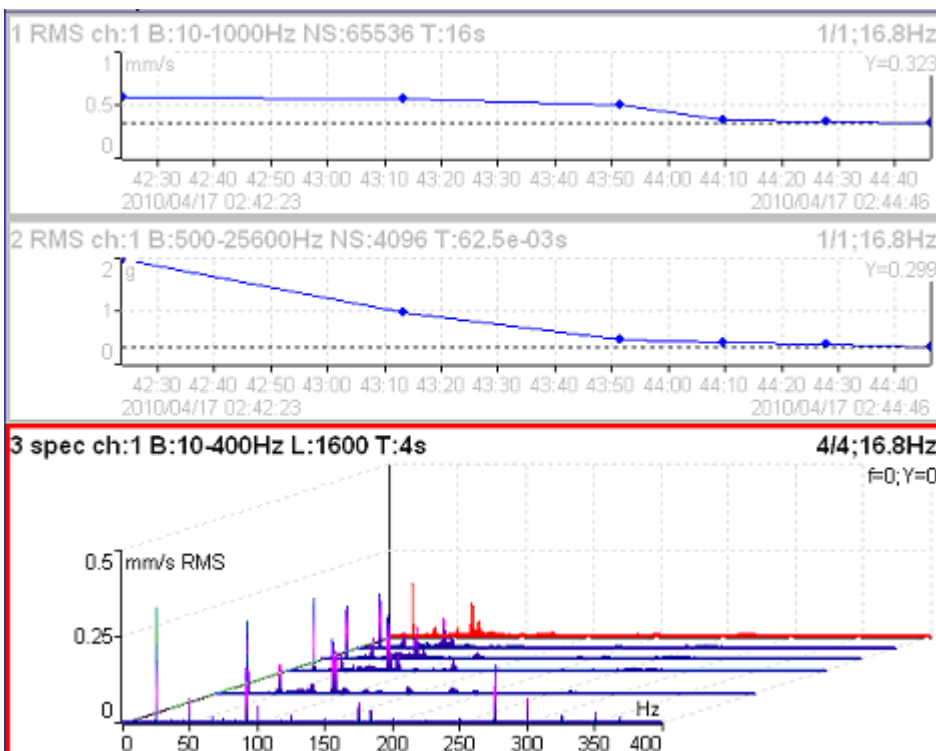 1 RMS ch:1 B:10-1000Hz NS:65536 T:16s 1/1;16.8Hz
1 mm/s Y=0.323
0.5
0
42:30 42:40 42:50 43:00 43:10 43:20 43:30 43:40 43:50 44:00 44:10 44:20 44:30 44:40
2010/04/17 02:42:23 2010/04/17 02:44:46
2 RMS ch:1 B:500-25600Hz NS:4096 T:62.5e-03s 1/1;16.8Hz
2 g Y=0.299
1
0
42:30 42:40 42:50 43:00 43:10 43:20 43:30 43:40 43:50 44:00 44:10 44:20 44:30 44:40
2010/04/17 02:42:23 2010/04/17 02:44:46
3 spec ch:1 B:10-400Hz L:1600 T:4s 4/4;16.8Hz
f=0;Y=0
0.5 mm/s RMS
0.25
0 Hz
0 50 100 150 200 250 300 350 400